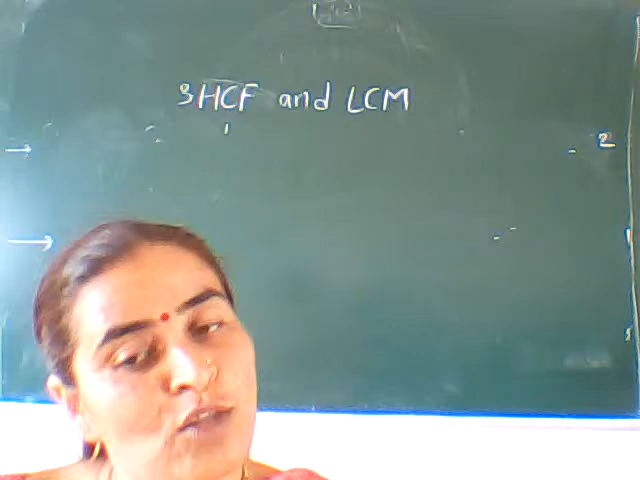 3 HCF and LCM
→ 2
→